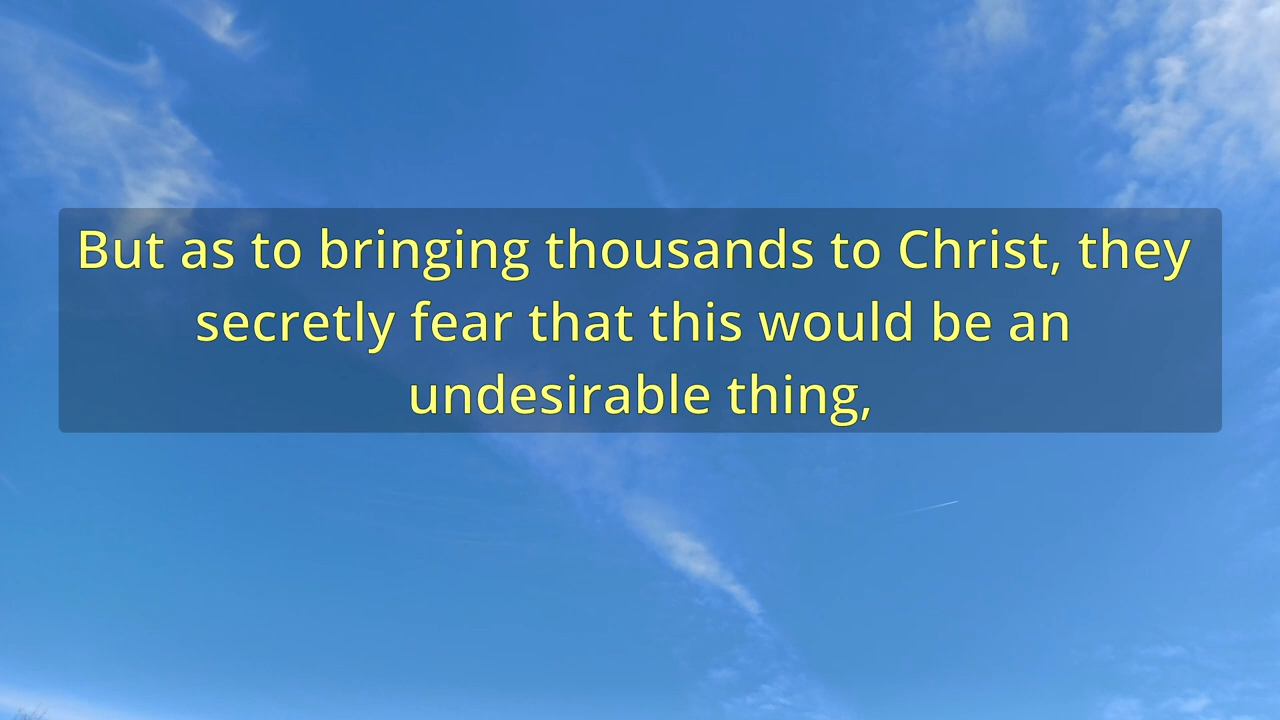 But as to bringing thousands to Christ, they
secretly fear that this would be an
undesirable thing,